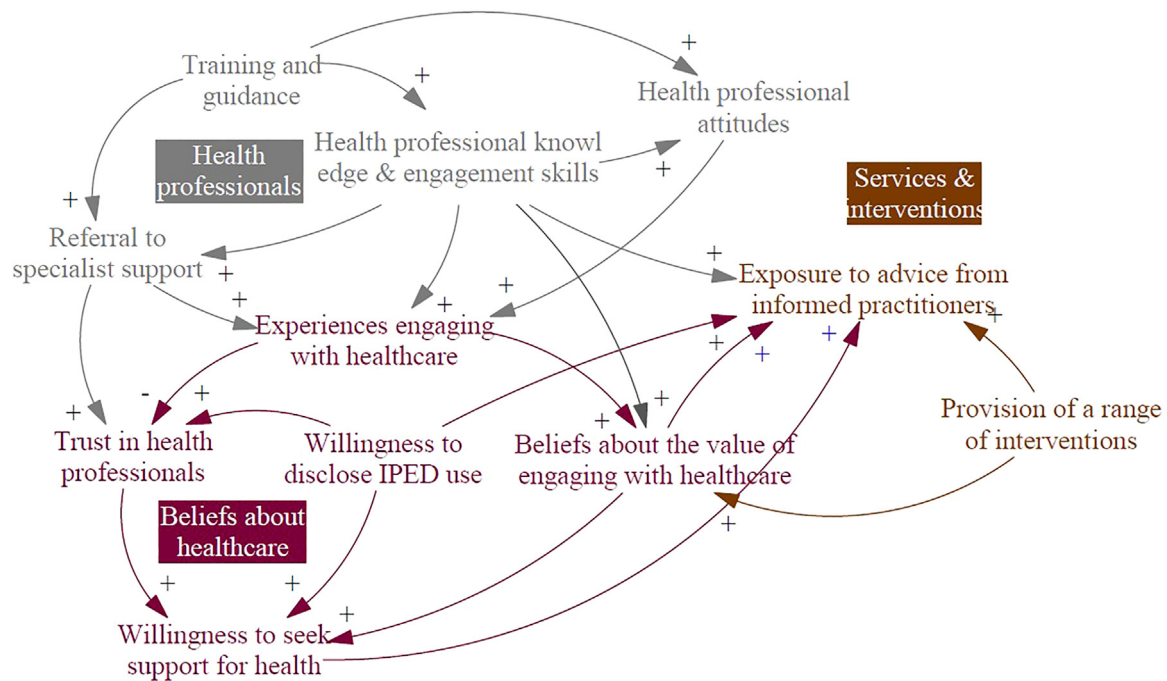 Training and
guidance
Health professional
attitudes
Health professional knowl
edge & engagement skills
Health
professionals
Services &
interventions
Referral to
specialist support
Exposure to advice from
informed practitioners
Experiences engaging
with healthcare
Trust in health
professionals
Willingness to
disclose IPED use
Beliefs about the value of
engaging with healthcare
Provision of a range
of interventions
Beliefs about
healthcare
Willingness to seek
support for health